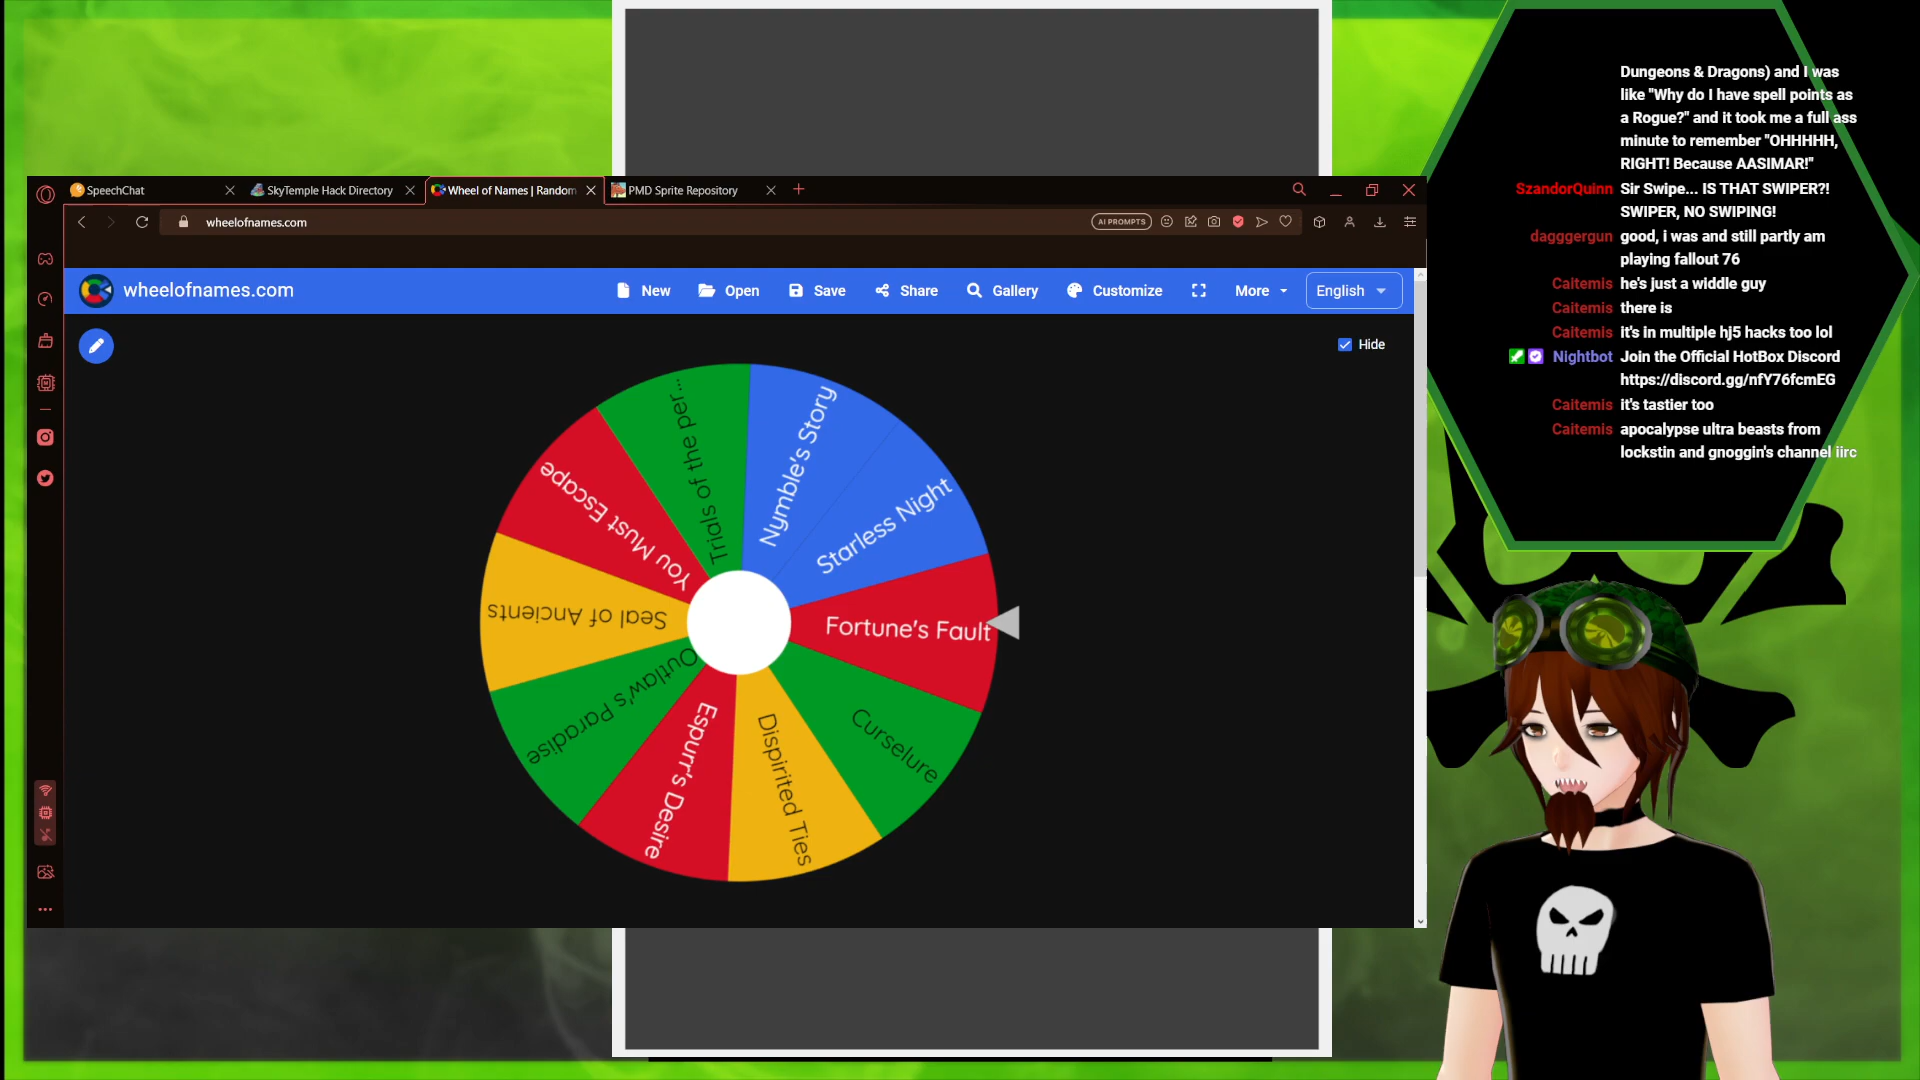 Dungeons & Dragons) and I was
like "Why do I have spell points as
a Rogue?" and it took me a full ass
minute to remember "OHHHHH,
RIGHT! Because AASIMAR!"
SzandorQuinn Sir Swipe... IS THAT SWIPER?!
SWIPER, NO SWIPING!
dagggergun good, i was and still partly am
playing fallout 76
Caitemis he's just a widdle guy
Caitemis there is
Caitemis it's in multiple hj5 hacks too lol
Nightbot Join the Official HotBox Discord
https://discord.gg/nfY76fcmEG
Caitemis it's tastier too
Caitemis apocalypse ultra beasts from
lockstin and gnoggin's channel iirc
SpeechChat
SkyTemple Hack Directory
Wheel of Names | Random
PMD Sprite Repository
wheelofnames.com
AI PROMPTS
wheelofnames.com
New
Open
Save
Share
Gallery
Customize
More
English
Hide
Trials of the per...
Nymble's Story
Starless Night
Fortune's Fault
Curselure
Dispirited Ties
Espurr's Desire
Outlaw's Paradise
Seal of Ancients
You Must Escape